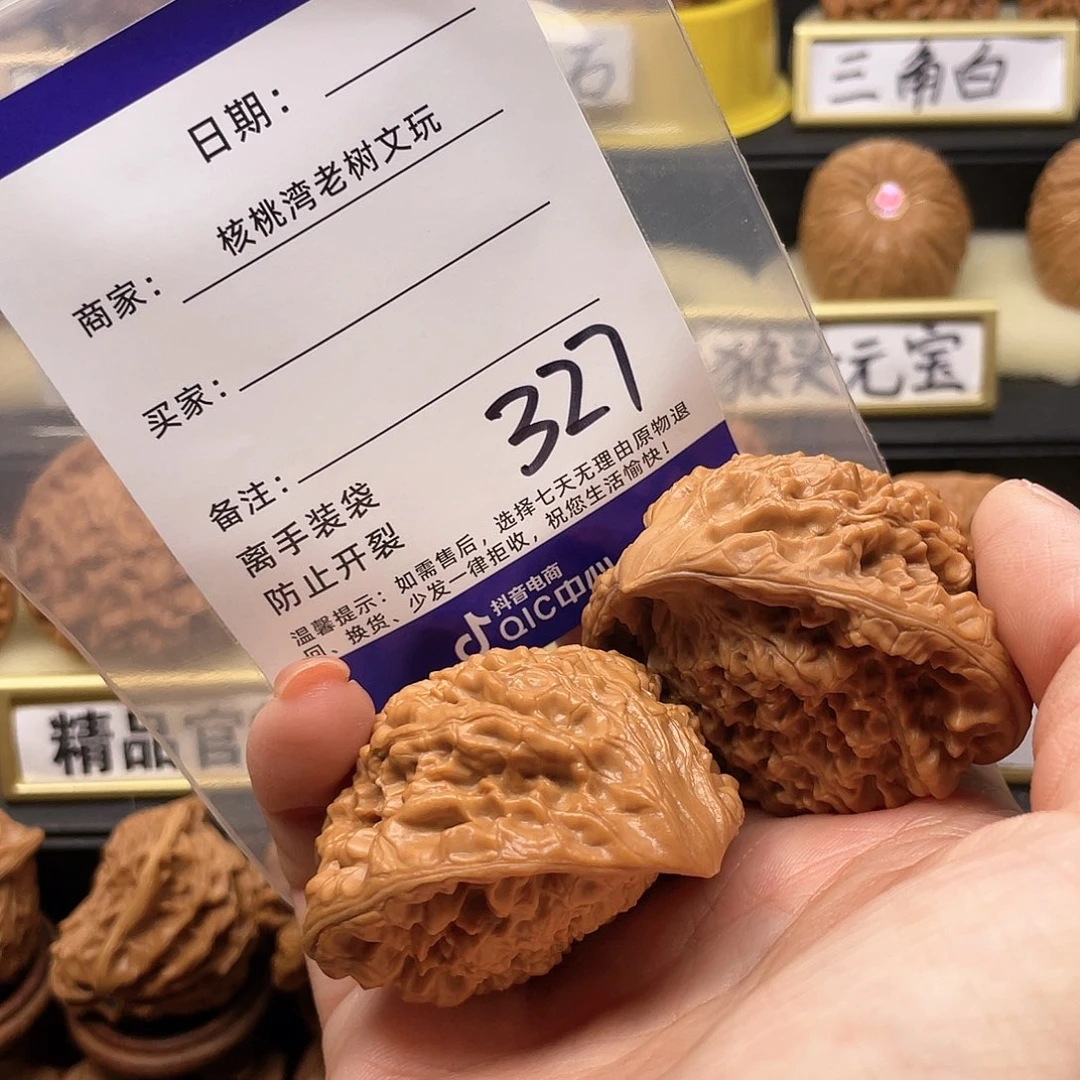 日期：
商家： 核桃湾老树文玩
买家：
备注：
327
离手装袋
防止开裂
温馨提示：如需售后，选择七天无理由原物退
回、换货、少发一律拒收，祝您生活愉快！
抖音电商
QIC中心
石
三角白
猴头元宝
精品官